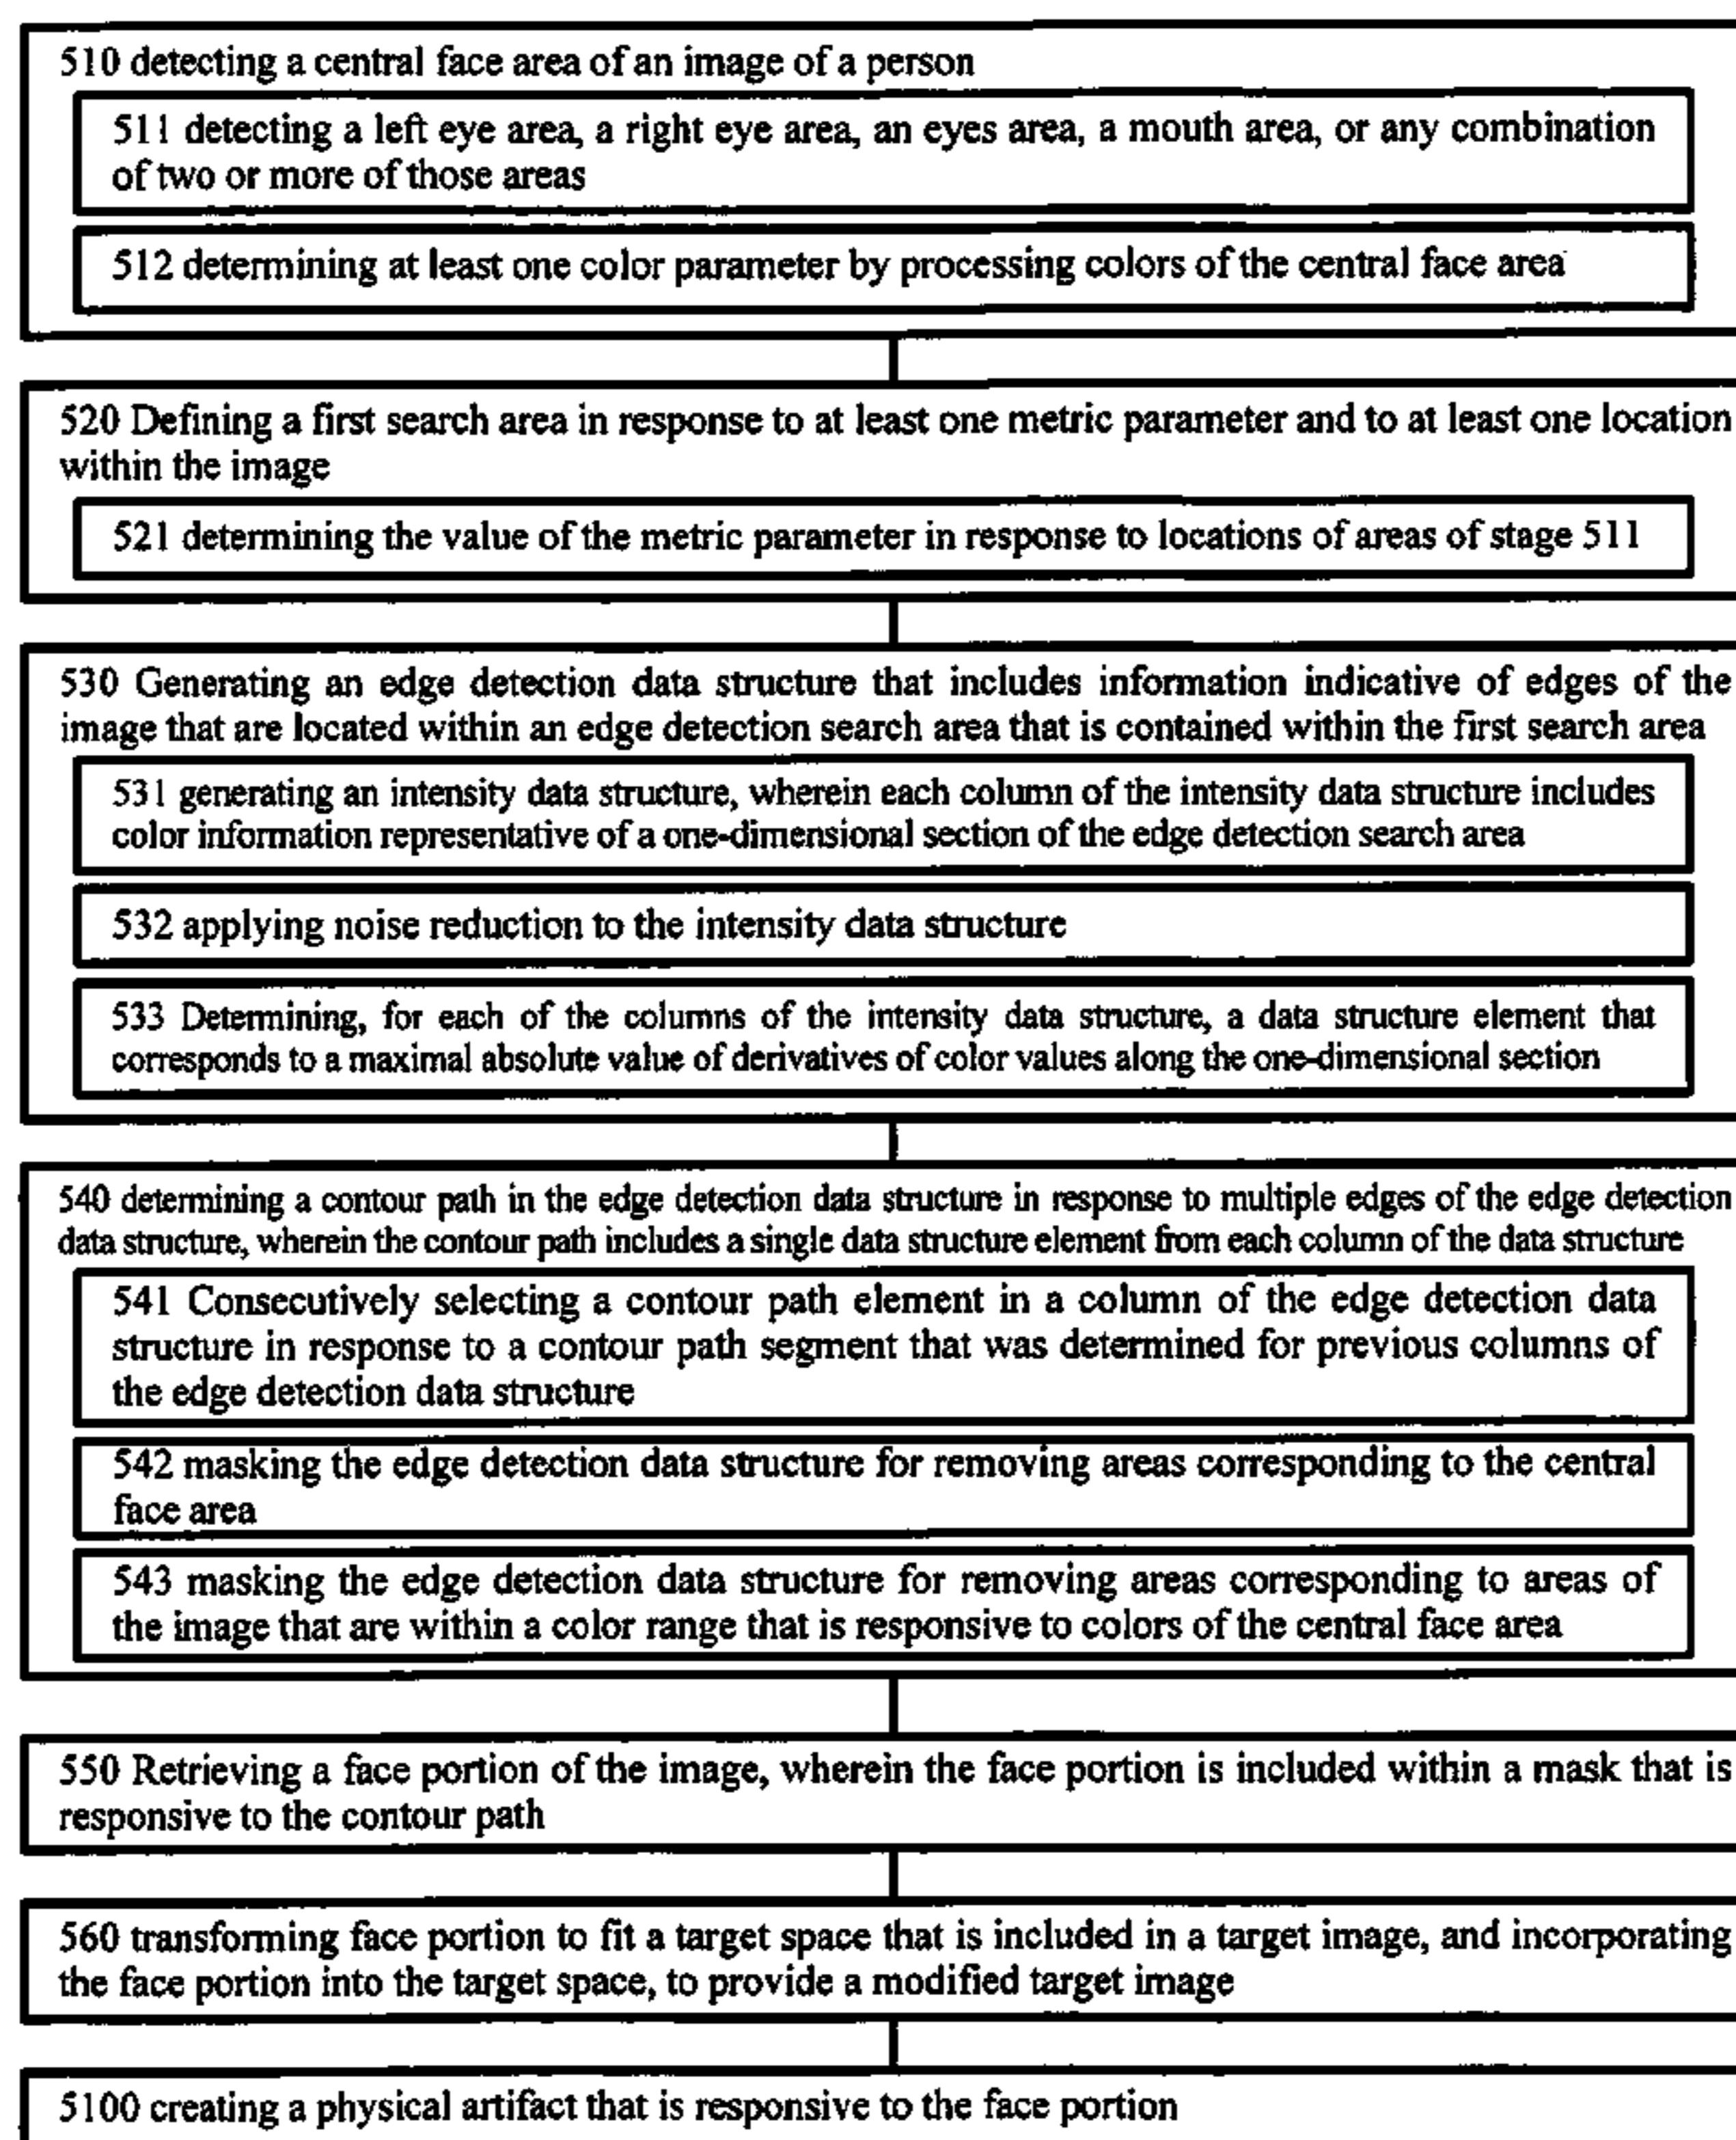 510 detecting a central face area of an image of a person
511 detecting a left eye area, a right eye area, an eyes area, a mouth area, or any combination
of two or more of those areas
512 determining at least one color parameter by processing colors of the central face area
520 Defining a first search area in response to at least one metric parameter and to at least one location
within the image
521 determining the value of the metric parameter in response to locations of areas of stage 511
530 Generating an edge detection data structure that includes information indicative of edges of the
image that are located within an edge detection search area that is contained within the first search area
531 generating an intensity data structure, wherein each column of the intensity data structure includes
color information representative of a one-dimensional section of the edge detection search area
532 applying noise reduction to the intensity data structure
533 Determining, for each of the columns of the intensity data structure, a data structure element that
corresponds to a maximal absolute value of derivatives of color values along the one-dimensional section
540 determining a contour path in the edge detection data structure in response to multiple edges of the edge detection
data structure, wherein the contour path includes a single data structure element from each column of the data structure
541 Consecutively selecting a contour path element in a column of the edge detection data
structure in response to a contour path segment that was determined for previous columns of
the edge detection data structure
542 masking the edge detection data structure for removing areas corresponding to the central
face area
543 masking the edge detection data structure for removing areas corresponding to areas of
the image that are within a color range that is responsive to colors of the central face area
550 Retrieving a face portion of the image, wherein the face portion is included within a mask that is
responsive to the contour path
560 transforming face portion to fit a target space that is included in a target image, and incorporating
the face portion into the target space, to provide a modified target image
5100 creating a physical artifact that is responsive to the face portion